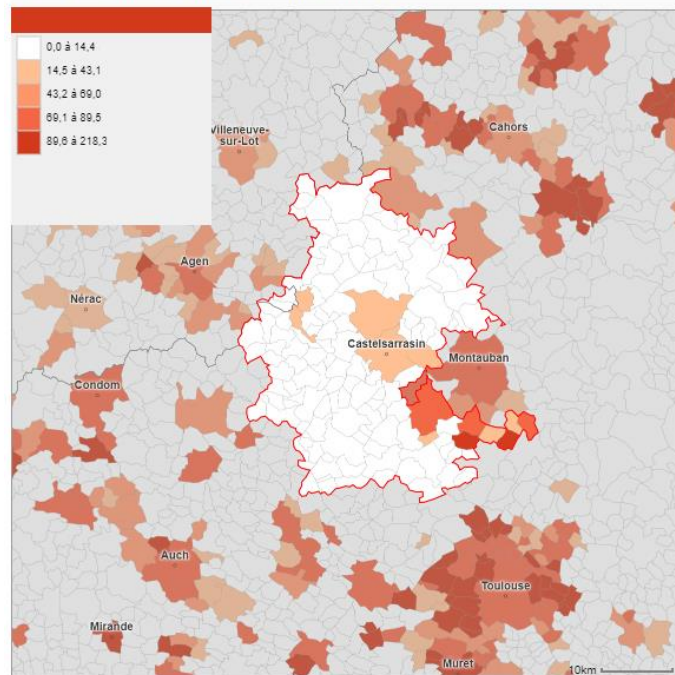 0,0 à 14,4
14,5 à 43,1
43,2 à 69,0
69,1 à 89,5
89,6 à 218,3
Villeneuve-
sur-Lot
Cahors
Agen
Nérac
Castelsarrasin
Montauban
Condom
Auch
Toulouse
Mirande
Muret
10km